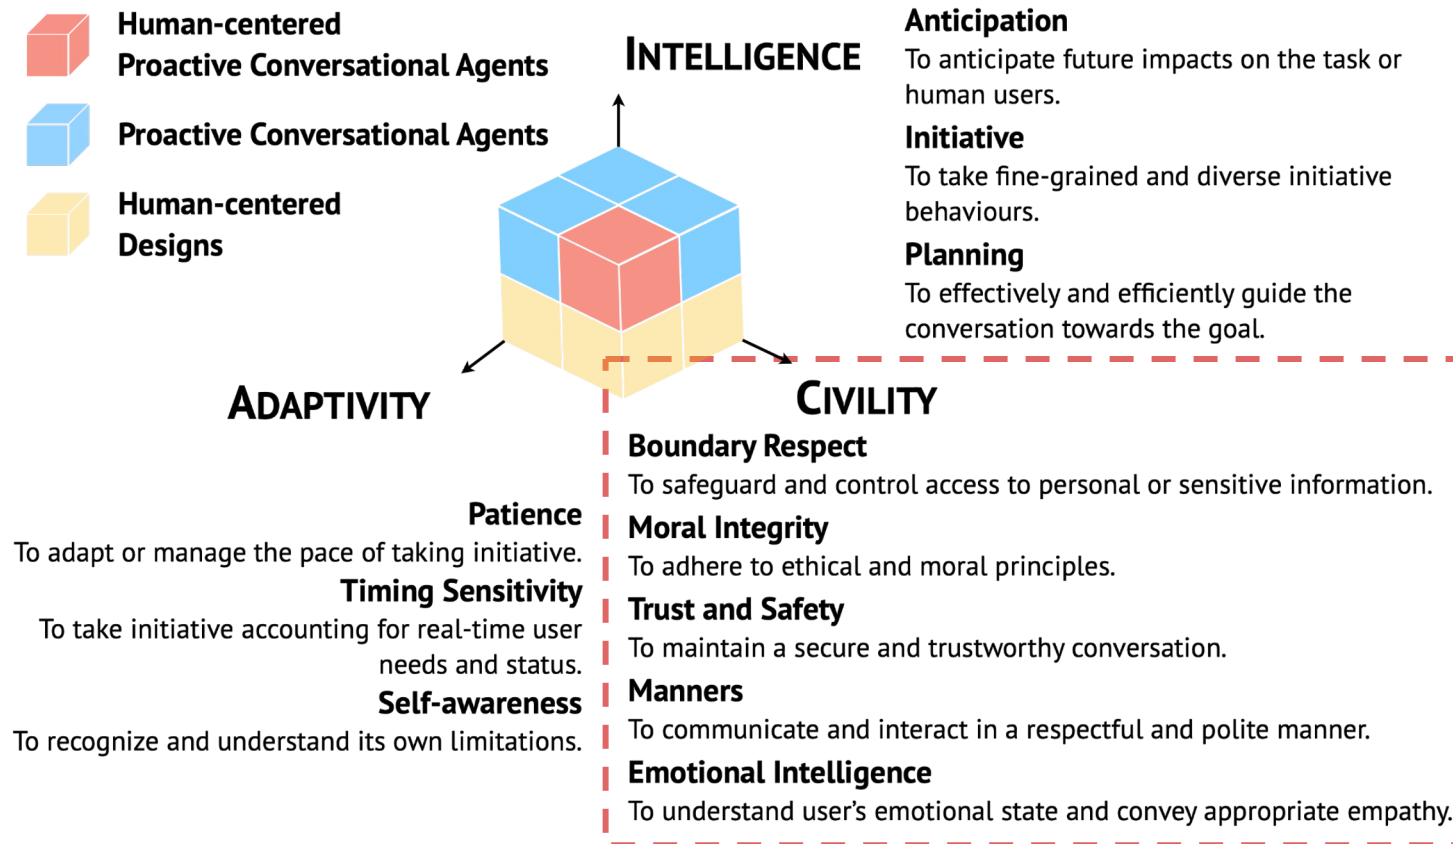 Human-centered
Proactive Conversational Agents
Proactive Conversational Agents
Human-centered
Designs
INTELLIGENCE
Anticipation
To anticipate future impacts on the task or
human users.
Initiative
To take fine-grained and diverse initiative
behaviours.
Planning
To effectively and efficiently guide the
conversation towards the goal.
ADAPTIVITY
Patience
To adapt or manage the pace of taking initiative.
Timing Sensitivity
To take initiative accounting for real-time user
needs and status.
Self-awareness
To recognize and understand its own limitations.
CIVILITY
Boundary Respect
To safeguard and control access to personal or sensitive information.
Moral Integrity
To adhere to ethical and moral principles.
Trust and Safety
To maintain a secure and trustworthy conversation.
Manners
To communicate and interact in a respectful and polite manner.
Emotional Intelligence
To understand user's emotional state and convey appropriate empathy.